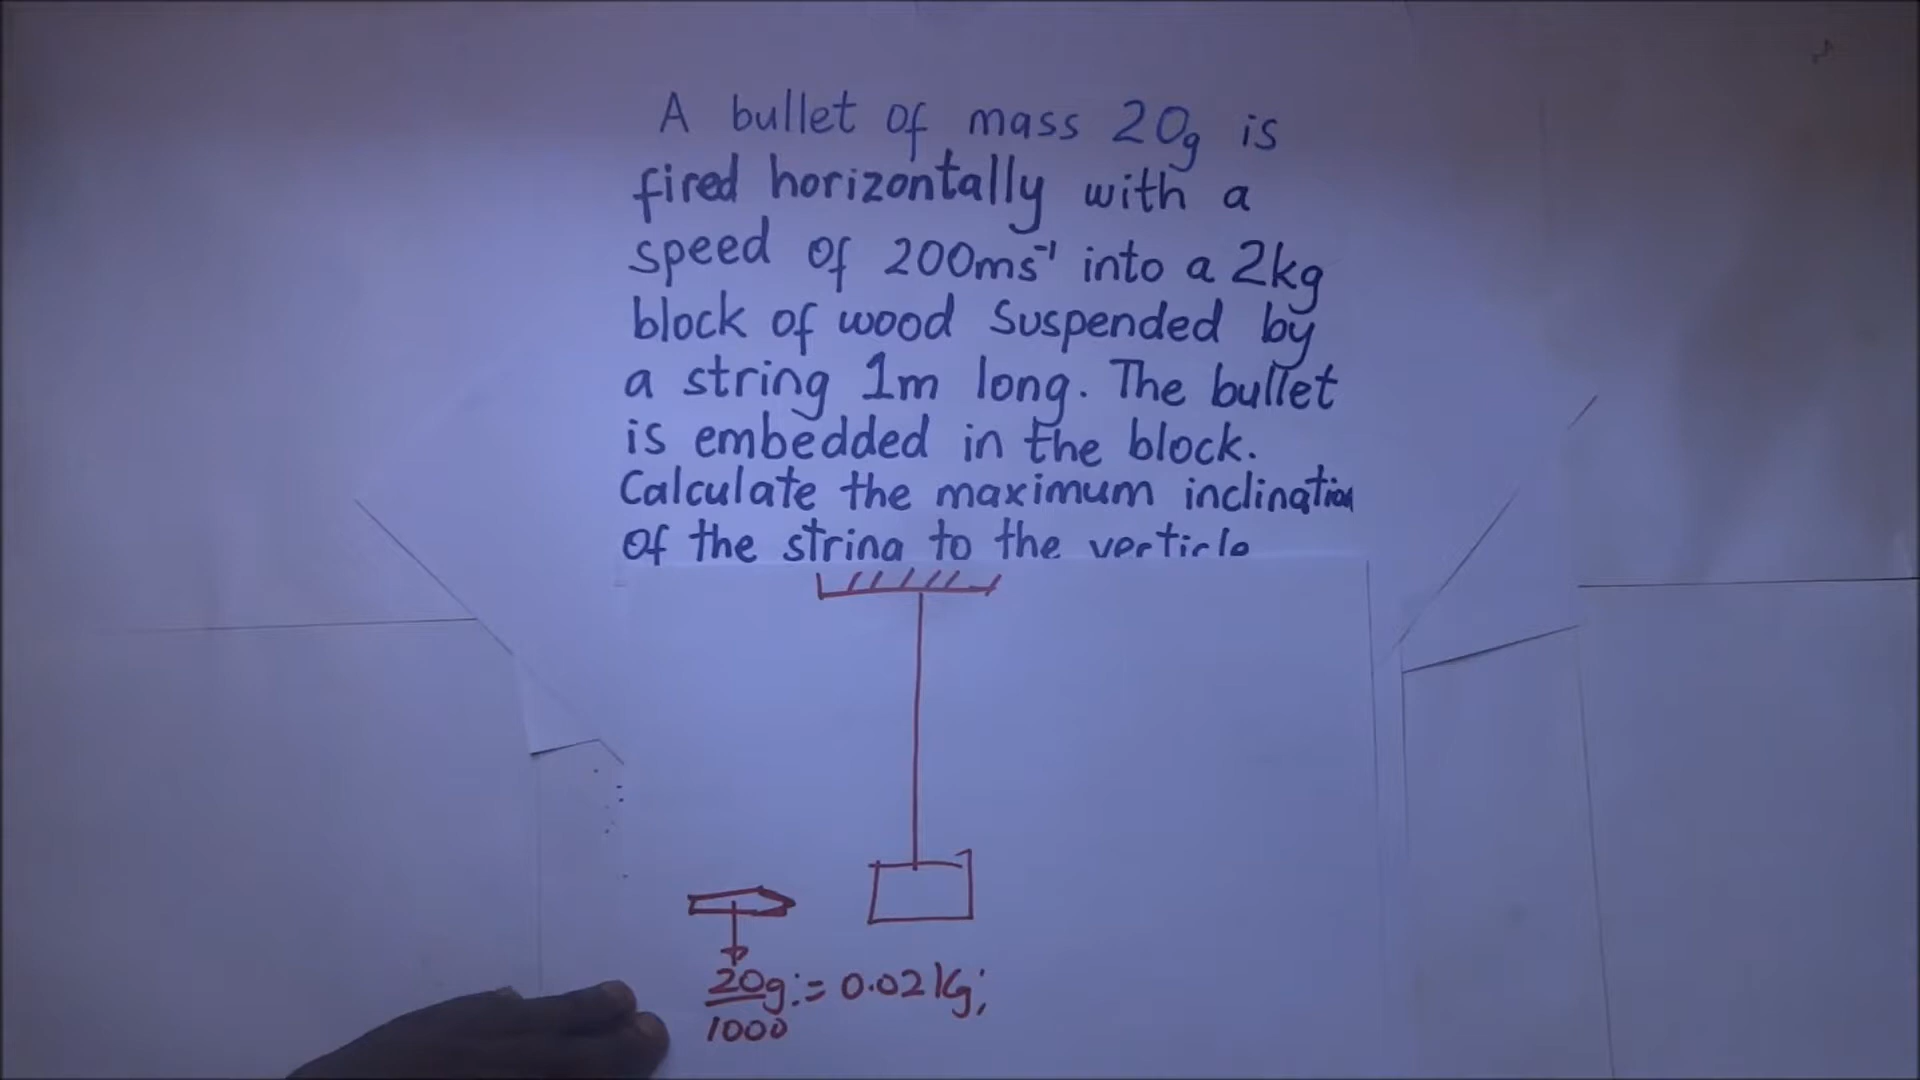 A bullet of mass 20g is
fired horizontally with a
speed of 200ms⁻¹ into a 2kg
block of wood Suspended by
a string 1m long. The bullet
is embedded in the block.
Calculate the maximum inclination
Of the string to the verticle
20g := 0.02Kg;
1000